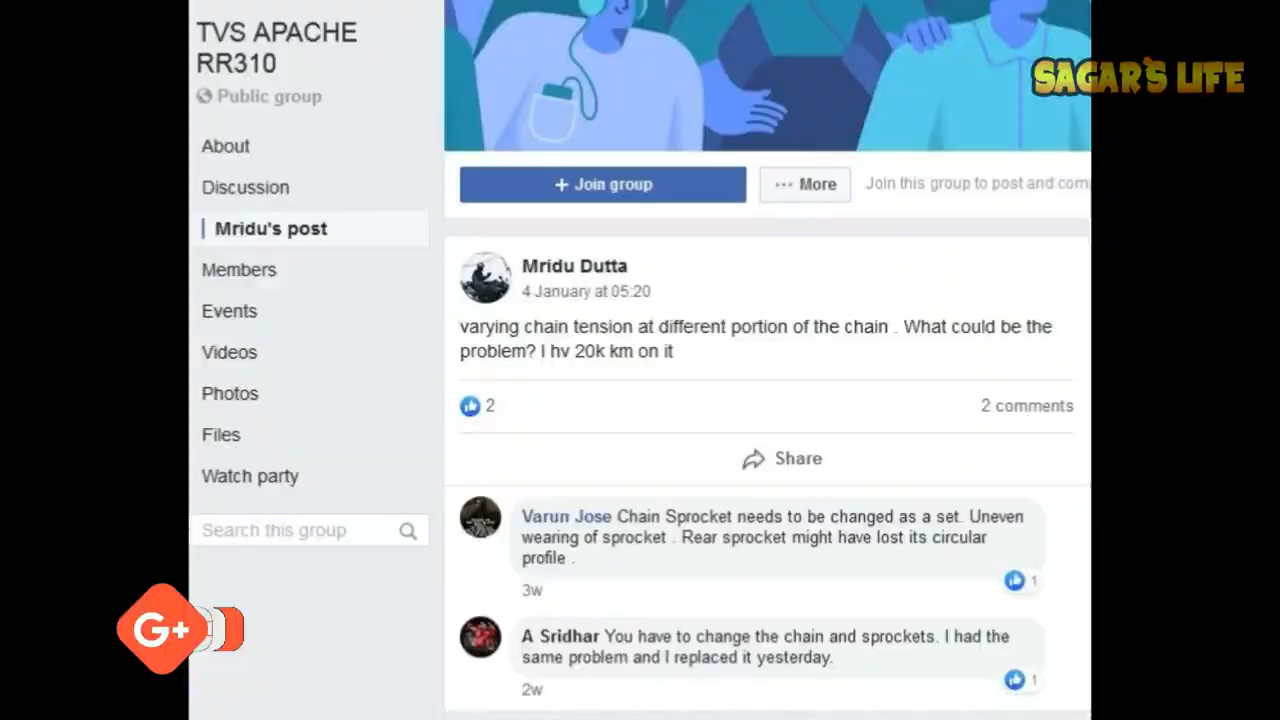 TVS APACHE
RR310
Public group
About
Discussion
Mridu's post
Members
Events
Videos
Photos
Files
Watch party
Search this group
SAGAR'S LIFE
+ Join group
··· More
Join this group to post and com
Mridu Dutta
4 January at 05:20
varying chain tension at different portion of the chain . What could be the
problem? I hv 20k km on it
2
2 comments
Share
Varun Jose Chain Sprocket needs to be changed as a set. Uneven
wearing of sprocket . Rear sprocket might have lost its circular
profile .
1
3w
A Sridhar You have to change the chain and sprockets. I had the
same problem and I replaced it yesterday.
1
2w
G+